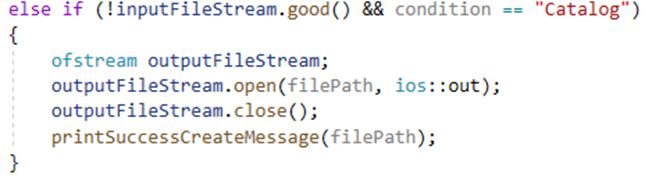 else if (!inputFileStream.good() && condition == "Catalog")
{
ofstream outputFileStream;
outputFileStream.open(filePath, ios::out);
outputFileStream.close();
printSuccessCreateMessage(filePath);
}